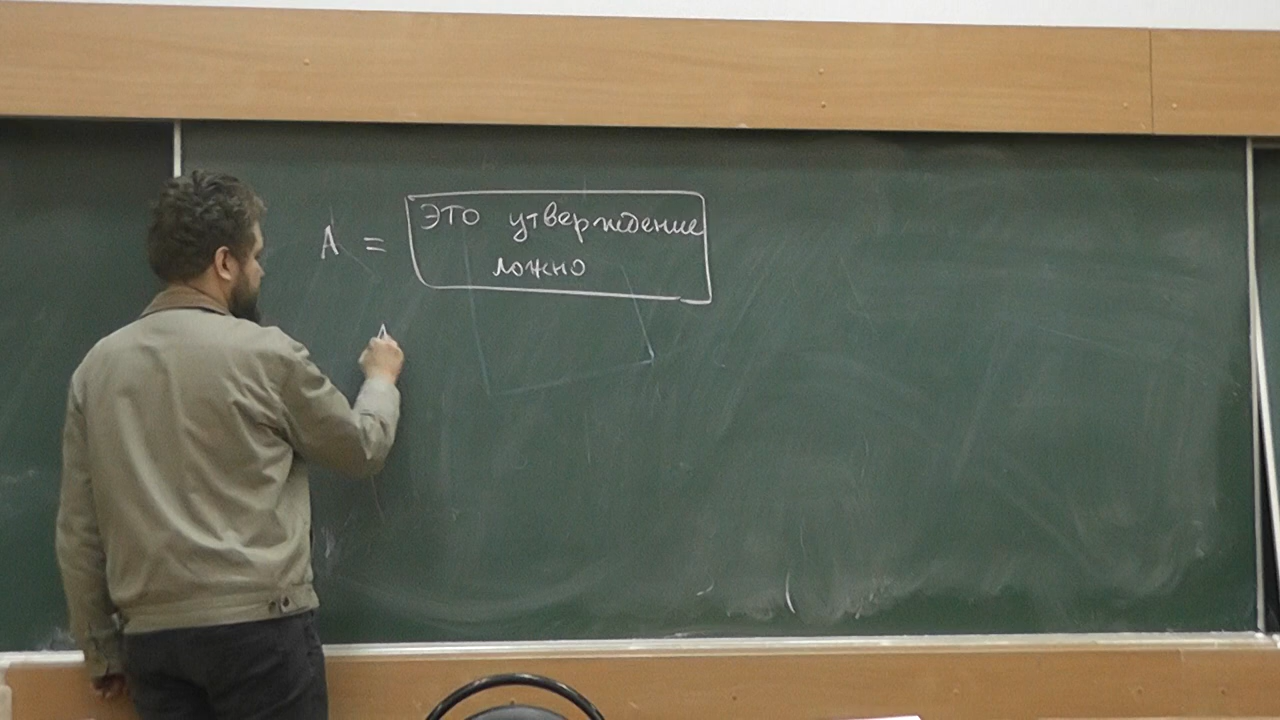 A = Это утверждение
ложно